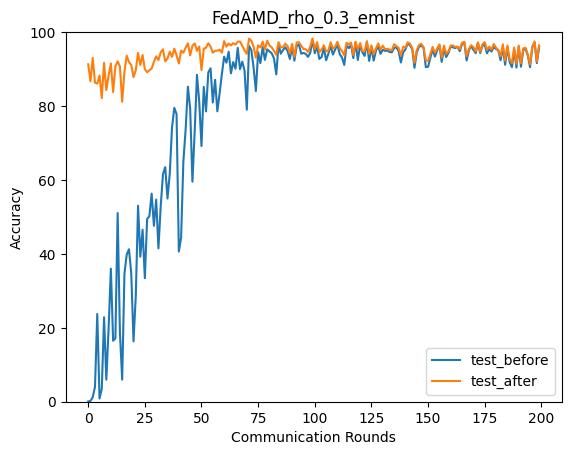 FedAMD_rho_0.3_emnist
100
80
60
40
20
0
Accuracy
0 25 50 75 100 125 150 175 200
Communication Rounds
test_before
test_after